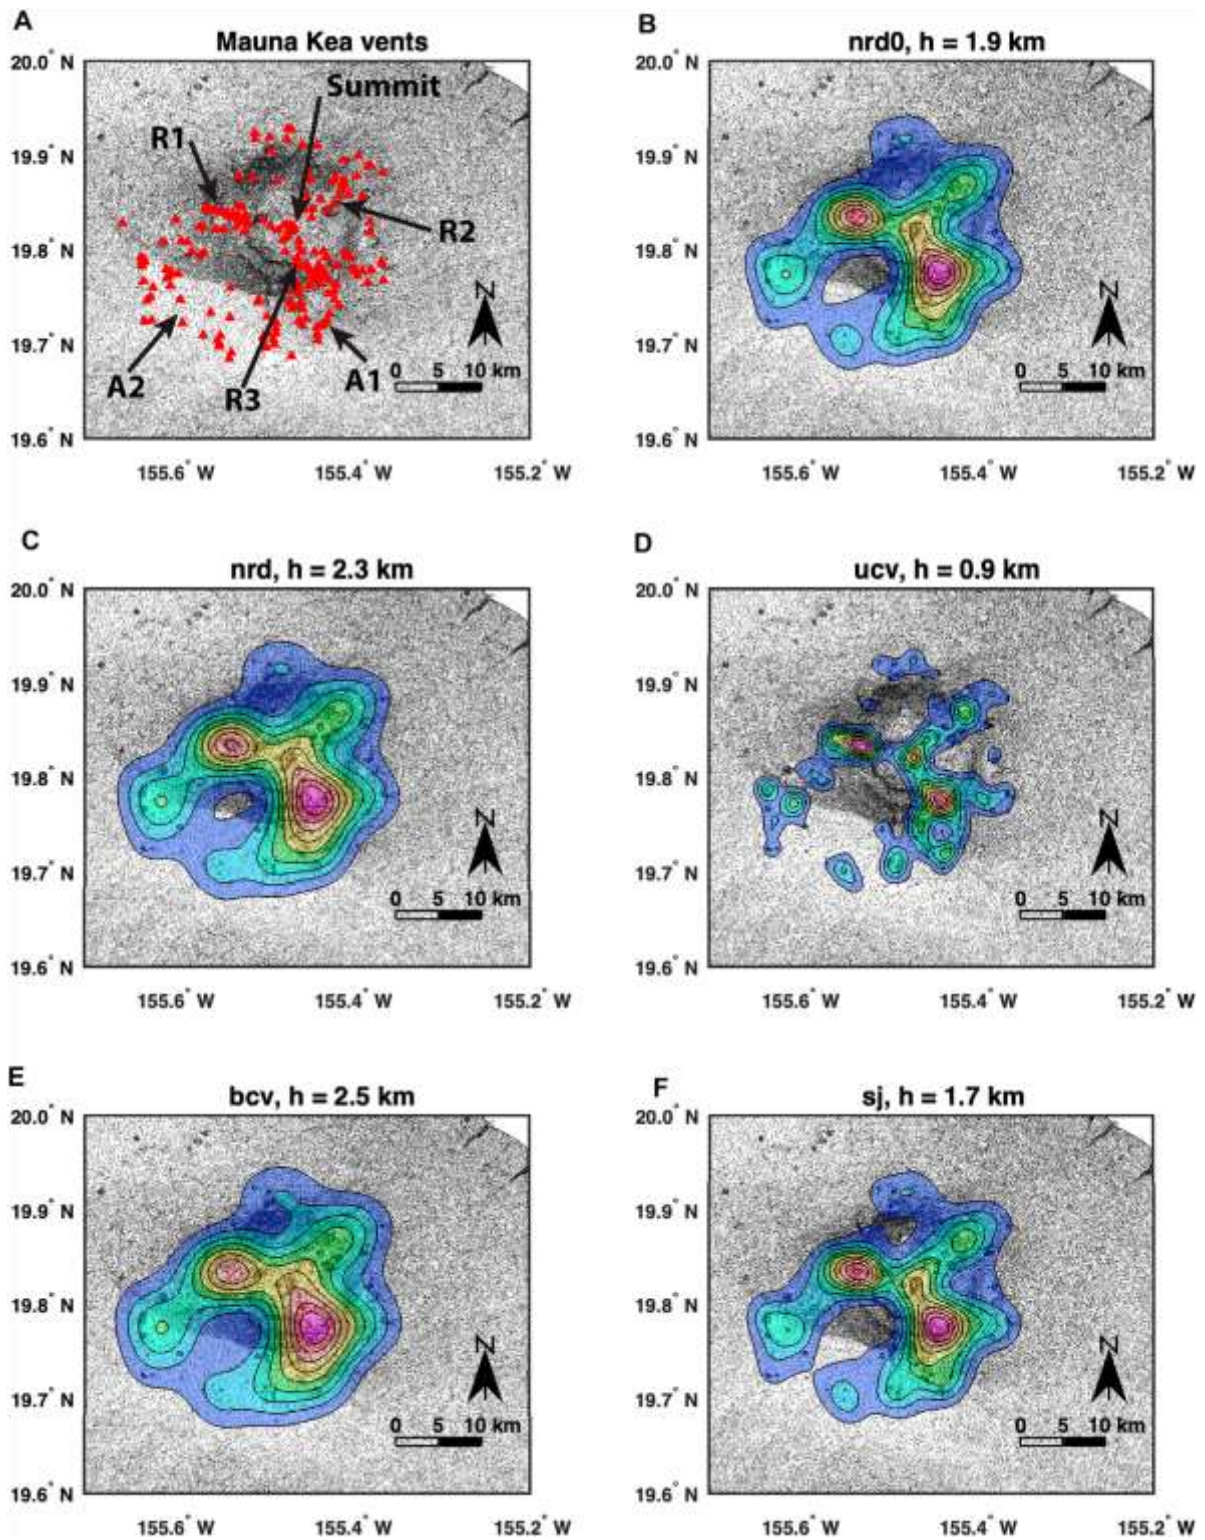 A
Mauna Kea vents
20.0° N
19.9° N
19.8° N
19.7° N
19.6° N
Summit
R1
R2
A2
R3
A1
N
0 5 10 km
155.6° W 155.4° W 155.2° W
B
nrd0, h = 1.9 km
20.0° N
19.9° N
19.8° N
19.7° N
19.6° N
N
0 5 10 km
155.6° W 155.4° W 155.2° W
C
nrd, h = 2.3 km
20.0° N
19.9° N
19.8° N
19.7° N
19.6° N
N
0 5 10 km
155.6° W 155.4° W 155.2° W
D
ucv, h = 0.9 km
20.0° N
19.9° N
19.8° N
19.7° N
19.6° N
N
0 5 10 km
155.6° W 155.4° W 155.2° W
E
bcv, h = 2.5 km
20.0° N
19.9° N
19.8° N
19.7° N
19.6° N
N
0 5 10 km
155.6° W 155.4° W 155.2° W
F
sj, h = 1.7 km
20.0° N
19.9° N
19.8° N
19.7° N
19.6° N
N
0 5 10 km
155.6° W 155.4° W 155.2° W